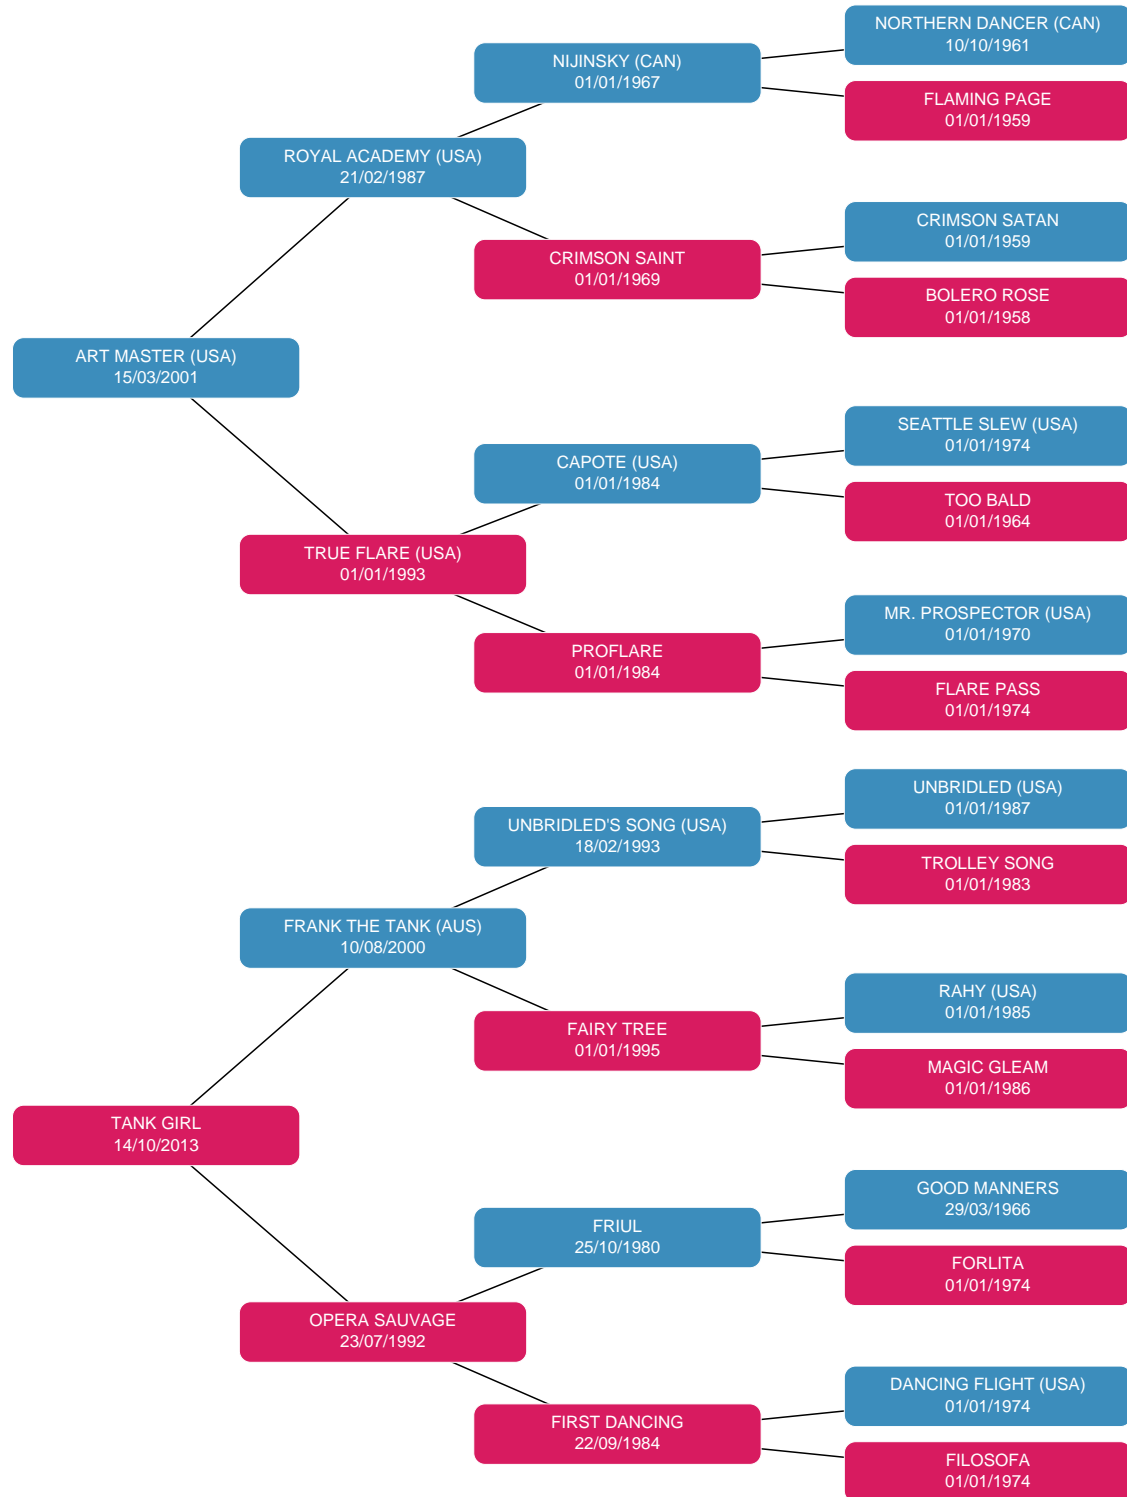 NORTHERN DANCER (CAN)
10/10/1961
NIJINSKY (CAN)
01/01/1967
FLAMING PAGE
01/01/1959
ROYAL ACADEMY (USA)
21/02/1987
CRIMSON SATAN
01/01/1959
CRIMSON SAINT
01/01/1969
BOLERO ROSE
01/01/1958
ART MASTER (USA)
15/03/2001
SEATTLE SLEW (USA)
01/01/1974
CAPOTE (USA)
01/01/1984
TOO BALD
01/01/1964
TRUE FLARE (USA)
01/01/1993
MR. PROSPECTOR (USA)
01/01/1970
PROFLARE
01/01/1984
FLARE PASS
01/01/1974
UNBRIDLED (USA)
01/01/1987
UNBRIDLED'S SONG (USA)
18/02/1993
TROLLEY SONG
01/01/1983
FRANK THE TANK (AUS)
10/08/2000
RAHY (USA)
01/01/1985
FAIRY TREE
01/01/1995
MAGIC GLEAM
01/01/1986
TANK GIRL
14/10/2013
GOOD MANNERS
29/03/1966
FRIUL
25/10/1980
FORLITA
01/01/1974
OPERA SAUVAGE
23/07/1992
DANCING FLIGHT (USA)
01/01/1974
FIRST DANCING
22/09/1984
FILOSOFA
01/01/1974